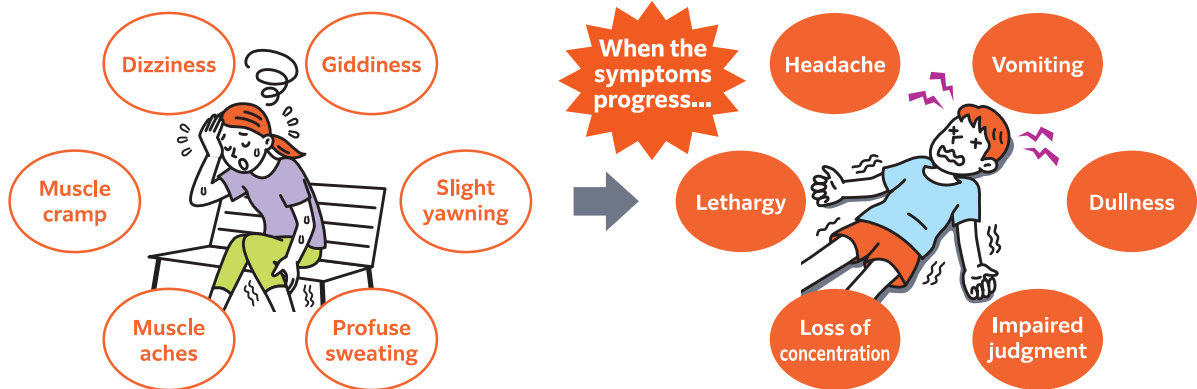 Dizziness
Giddiness
Muscle
cramp
Slight
yawning
Muscle
aches
Profuse
sweating
When the
symptoms
progress...
Headache
Vomiting
Lethargy
Dullness
Loss of
concentration
Impaired
judgment